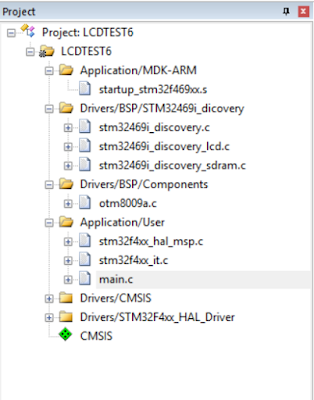 Project
Project: LCDTEST6
LCDTEST6
Application/MDK-ARM
startup_stm32f469xx.s
Drivers/BSP/STM32469i_dicovery
stm32469i_discovery.c
stm32469i_discovery_lcd.c
stm32469i_discovery_sdram.c
Drivers/BSP/Components
otm8009a.c
Application/User
stm32f4xx_hal_msp.c
stm32f4xx_it.c
main.c
Drivers/CMSIS
Drivers/STM32F4xx_HAL_Driver
CMSIS